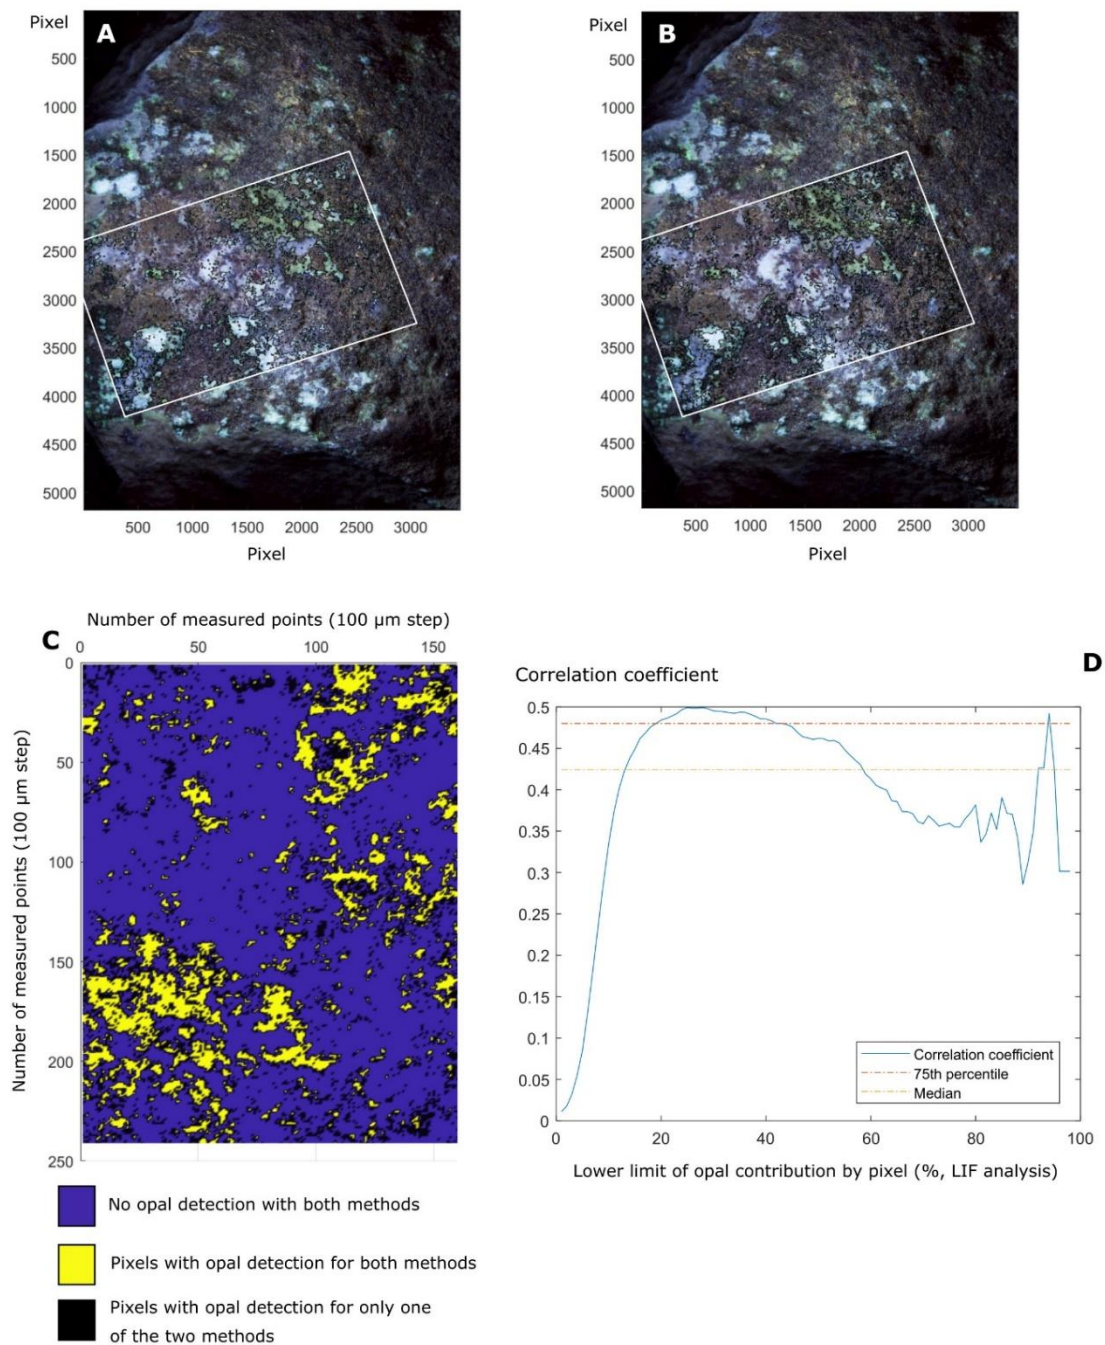 Pixel
A
500
1000
1500
2000
2500
3000
3500
4000
4500
5000
500 1000 1500 2000 2500 3000
Pixel
Pixel
B
500
1000
1500
2000
2500
3000
3500
4000
4500
5000
500 1000 1500 2000 2500 3000
Pixel
Number of measured points (100 µm step)
C
0 50 100 150
0
50
100
150
200
250
Number of measured points (100 µm step)
No opal detection with both methods
Pixels with opal detection for both methods
Pixels with opal detection for only one
of the two methods
D
Correlation coefficient
0.5
0.45
0.4
0.35
0.3
0.25
0.2
0.15
0.1
0.05
0
0 20 40 60 80 100
Correlation coefficient
75th percentile
Median
Lower limit of opal contribution by pixel (%, LIF analysis)